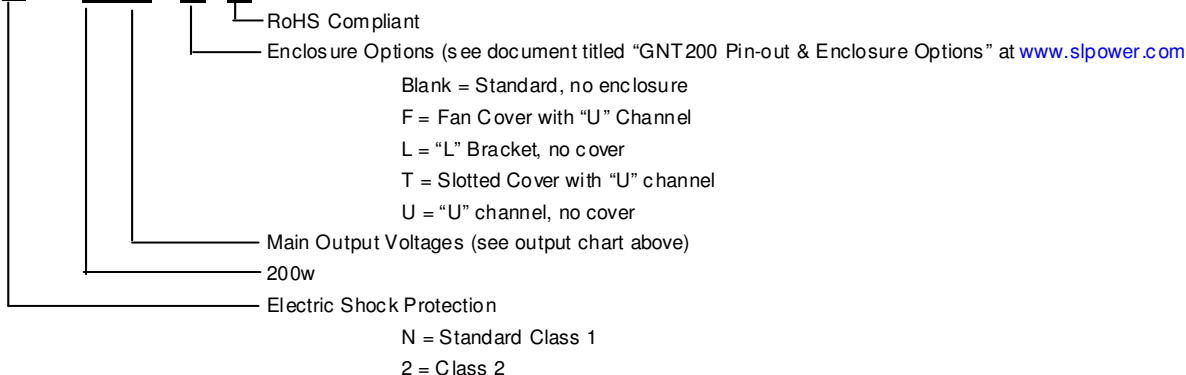 RoHS Compliant
Enclosure Options (see document titled “GNT200 Pin-out & Enclosure Options” at www.slpower.com
Blank = Standard, no enclosure
F = Fan Cover with “U” Channel
L = “L” Bracket, no cover
T = Slotted Cover with “U” channel
U = “U” channel, no cover
Main Output Voltages (see output chart above)
200w
Electric Shock Protection
N = Standard Class 1
2 = Class 2